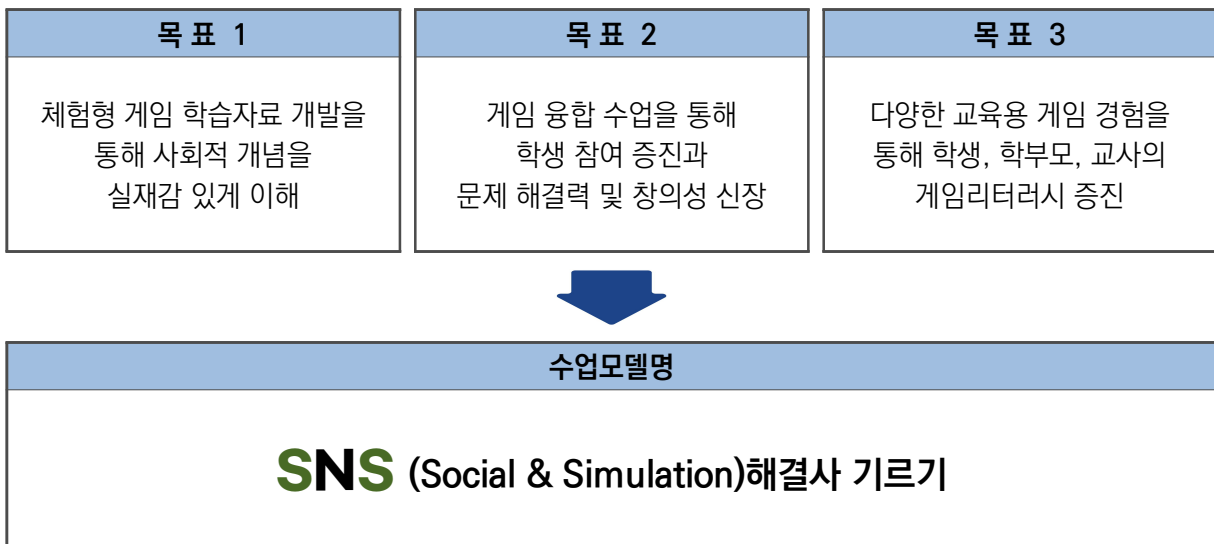 목 표 1
체험형 게임 학습자료 개발을
통해 사회적 개념을
실재감 있게 이해
목 표 2
게임 융합 수업을 통해
학생 참여 증진과
문제 해결력 및 창의성 신장
목 표 3
다양한 교육용 게임 경험을
통해 학생, 학부모, 교사의
게임리터러시 증진
수업모델명
SNS (Social & Simulation)해결사 기르기